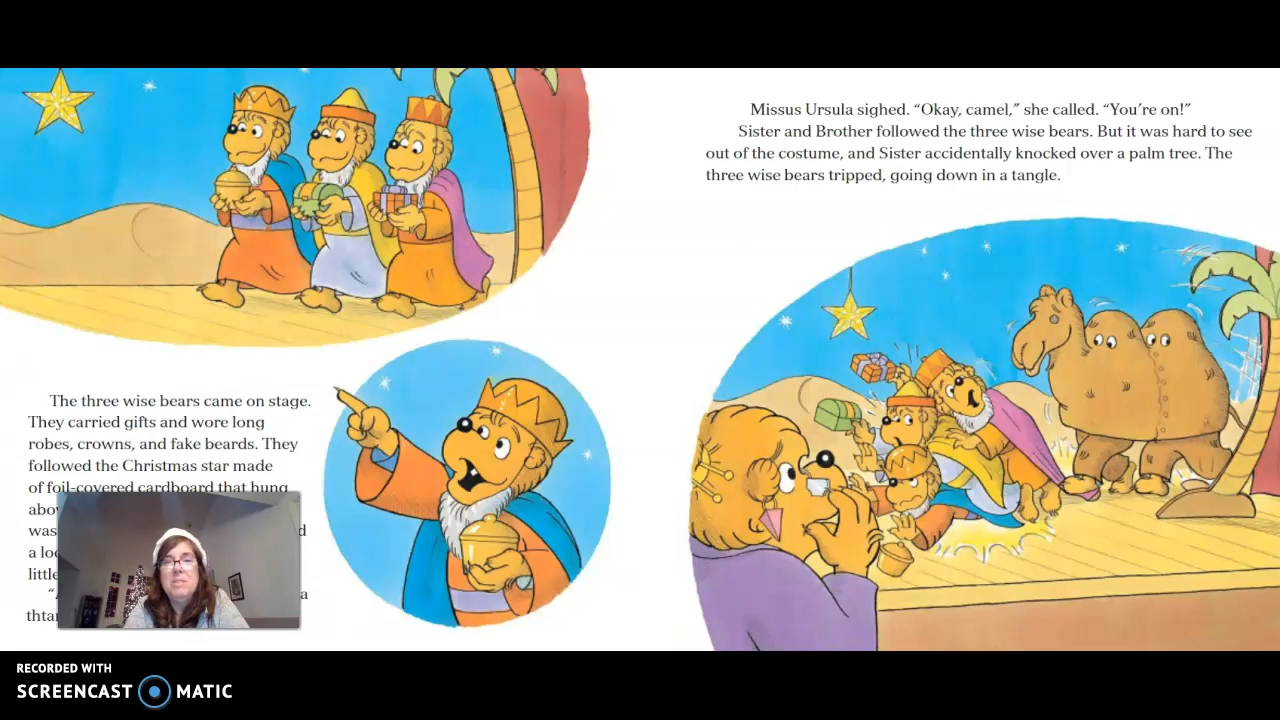 The three wise bears came on stage.
They carried gifts and wore long
robes, crowns, and fake beards. They
followed the Christmas star made
of foil-covered cardboard that hung
Missus Ursula sighed. “Okay, camel,” she called. “You’re on!”
Sister and Brother followed the three wise bears. But it was hard to see
out of the costume, and Sister accidentally knocked over a palm tree. The
three wise bears tripped, going down in a tangle.
RECORDED WITH
SCREENCAST MATIC